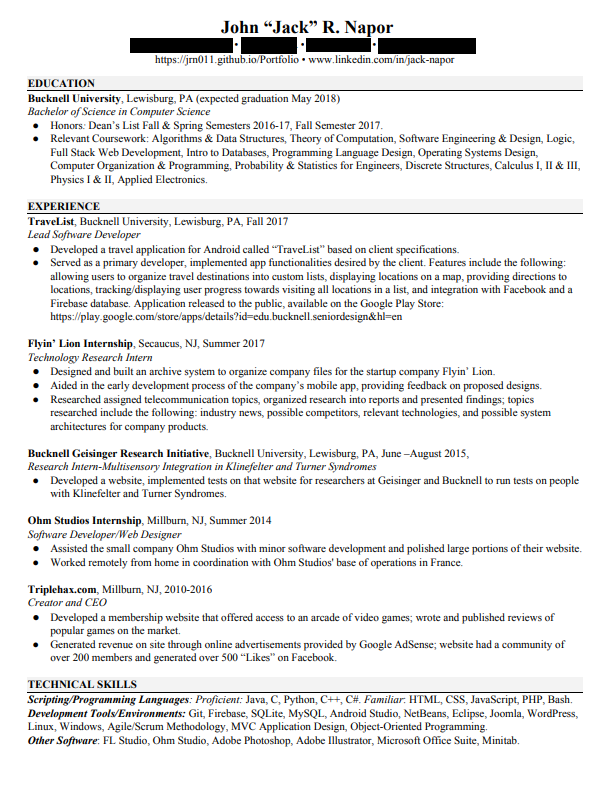 John “Jack” R. Napor
• • •
https://jrn011.github.io/Portfolio • www.linkedin.com/in/jack-napor
EDUCATION
Bucknell University, Lewisburg, PA (expected graduation May 2018)
Bachelor of Science in Computer Science
● Honors: Dean’s List Fall & Spring Semesters 2016-17, Fall Semester 2017.
● Relevant Coursework: Algorithms & Data Structures, Theory of Computation, Software Engineering & Design, Logic,
Full Stack Web Development, Intro to Databases, Programming Language Design, Operating Systems Design,
Computer Organization & Programming, Probability & Statistics for Engineers, Discrete Structures, Calculus I, II & III,
Physics I & II, Applied Electronics.
EXPERIENCE
TraveList, Bucknell University, Lewisburg, PA, Fall 2017
Lead Software Developer
● Developed a travel application for Android called “TraveList” based on client specifications.
● Served as a primary developer, implemented app functionalities desired by the client. Features include the following:
allowing users to organize travel destinations into custom lists, displaying locations on a map, providing directions to
locations, tracking/displaying user progress towards visiting all locations in a list, and integration with Facebook and a
Firebase database. Application released to the public, available on the Google Play Store:
https://play.google.com/store/apps/details?id=edu.bucknell.seniordesign&hl=en
Flyin’ Lion Internship, Secaucus, NJ, Summer 2017
Technology Research Intern
● Designed and built an archive system to organize company files for the startup company Flyin’ Lion.
● Aided in the early development process of the company’s mobile app, providing feedback on proposed designs.
● Researched assigned telecommunication topics, organized research into reports and presented findings; topics
researched include the following: industry news, possible competitors, relevant technologies, and possible system
architectures for company products.
Bucknell Geisinger Research Initiative, Bucknell University, Lewisburg, PA, June –August 2015,
Research Intern-Multisensory Integration in Klinefelter and Turner Syndromes
● Developed a website, implemented tests on that website for researchers at Geisinger and Bucknell to run tests on people
with Klinefelter and Turner Syndromes.
Ohm Studios Internship, Millburn, NJ, Summer 2014
Software Developer/Web Designer
● Assisted the small company Ohm Studios with minor software development and polished large portions of their website.
● Worked remotely from home in coordination with Ohm Studios' base of operations in France.
Triplehax.com, Millburn, NJ, 2010-2016
Creator and CEO
● Developed a membership website that offered access to an arcade of video games; wrote and published reviews of
popular games on the market.
● Generated revenue on site through online advertisements provided by Google AdSense; website had a community of
over 200 members and generated over 500 “Likes” on Facebook.
TECHNICAL SKILLS
Scripting/Programming Languages: Proficient: Java, C, Python, C++, C#. Familiar: HTML, CSS, JavaScript, PHP, Bash.
Development Tools/Environments: Git, Firebase, SQLite, MySQL, Android Studio, NetBeans, Eclipse, Joomla, WordPress,
Linux, Windows, Agile/Scrum Methodology, MVC Application Design, Object-Oriented Programming.
Other Software: FL Studio, Ohm Studio, Adobe Photoshop, Adobe Illustrator, Microsoft Office Suite, Minitab.